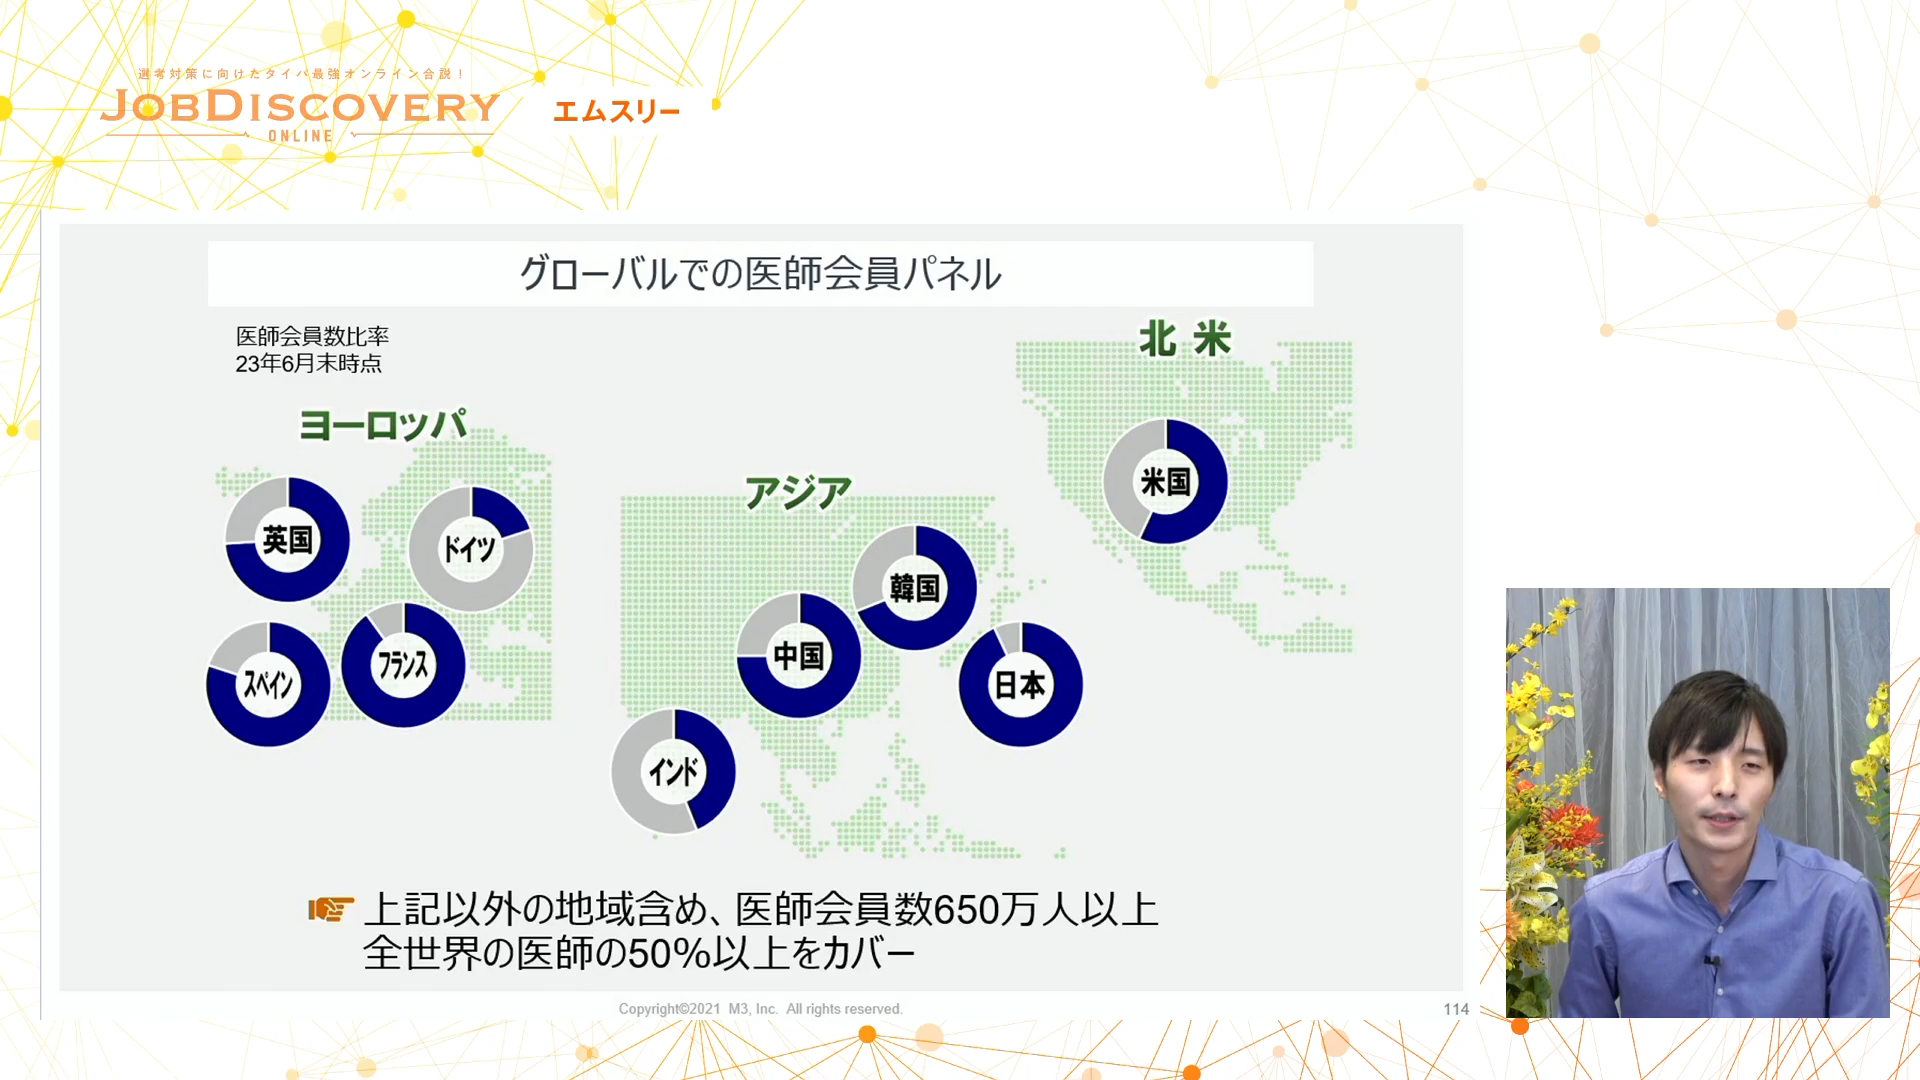 選考対策に向けたタイパ最強オンライン合説！
JOBDISCOVERY
ONLINE
エムスリー
グローバルでの医師会員パネル
医師会員数比率
23年6月末時点
北 米
ヨーロッパ
アジア
米国
英国
ドイツ
韓国
スペイン
フランス
中国
日本
インド
上記以外の地域含め、医師会員数650万人以上
全世界の医師の50%以上をカバー
Copyright©2021 M3, Inc. All rights reserved.
114